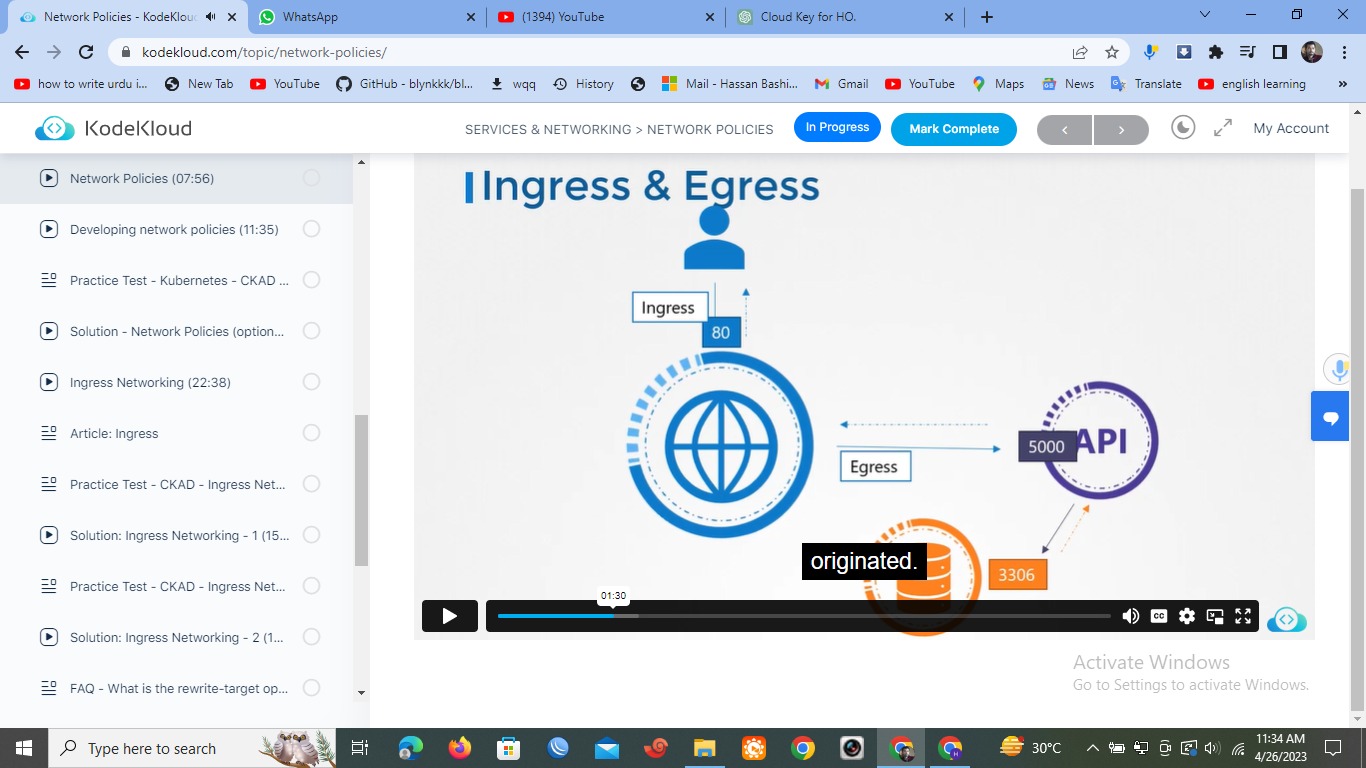 Network Policies - KodeKlou
WhatsApp
(1394) YouTube
Cloud Key for HO.
kodekloud.com/topic/network-policies/
how to write urdu i...
New Tab
YouTube
GitHub - blynkkk/bl...
wqq
History
Mail - Hassan Bashi...
Gmail
YouTube
Maps
News
Translate
english learning
»
KodeKloud
SERVICES & NETWORKING > NETWORK POLICIES
In Progress
Mark Complete
<
>
My Account
Network Policies (07:56)
Developing network policies (11:35)
Practice Test - Kubernetes - CKAD ...
Solution - Network Policies (option...
Ingress Networking (22:38)
Article: Ingress
Practice Test - CKAD - Ingress Net...
Solution: Ingress Networking - 1 (15...
Practice Test - CKAD - Ingress Net...
Solution: Ingress Networking - 2 (1...
FAQ - What is the rewrite-target op...
Ingress & Egress
Ingress
80
5000
API
Egress
originated.
3306
01:30
CC
Activate Windows
Go to Settings to activate Windows.
Type here to search
30°C
11:34 AM
4/26/2023